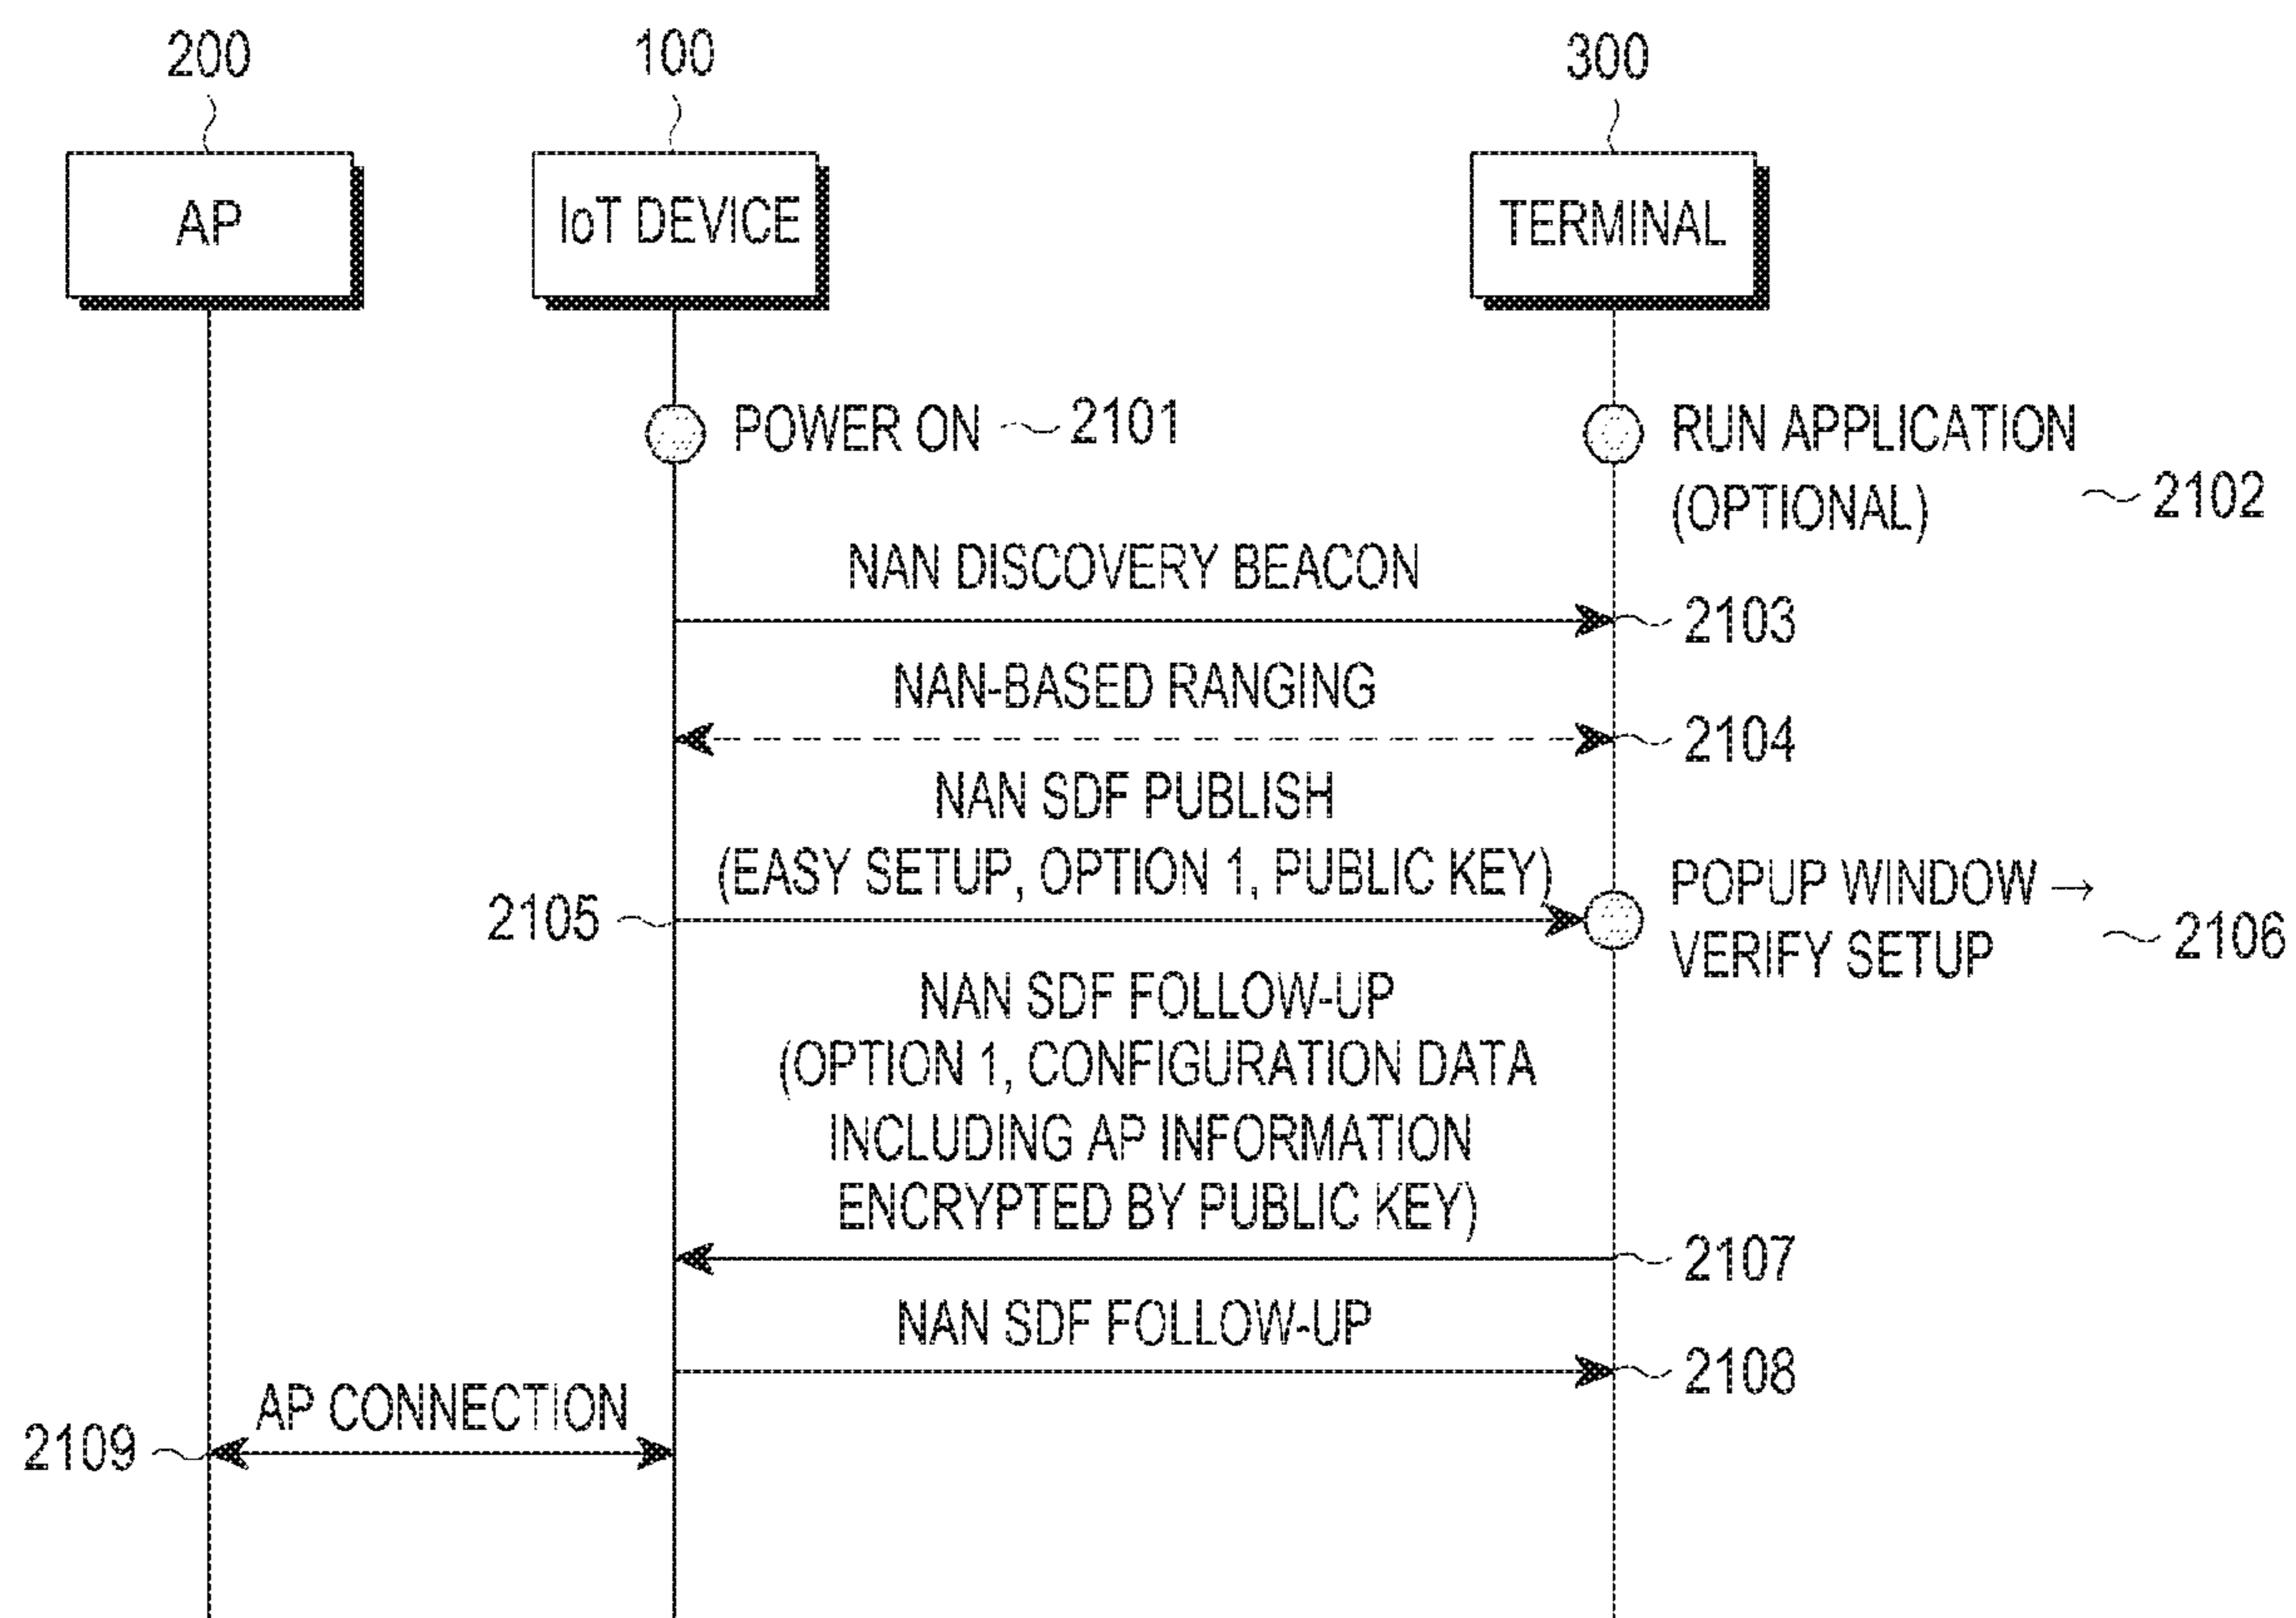 200
100
300
AP
IoT DEVICE
TERMINAL
POWER ON
2101
RUN APPLICATION
(OPTIONAL)
2102
NAN DISCOVERY BEACON
2103
NAN-BASED RANGING
2104
NAN SDF PUBLISH
(EASY SETUP, OPTION 1, PUBLIC KEY)
2105
POPUP WINDOW →
VERIFY SETUP
2106
NAN SDF FOLLOW-UP
(OPTION 1, CONFIGURATION DATA
INCLUDING AP INFORMATION
ENCRYPTED BY PUBLIC KEY)
2107
NAN SDF FOLLOW-UP
2108
AP CONNECTION
2109